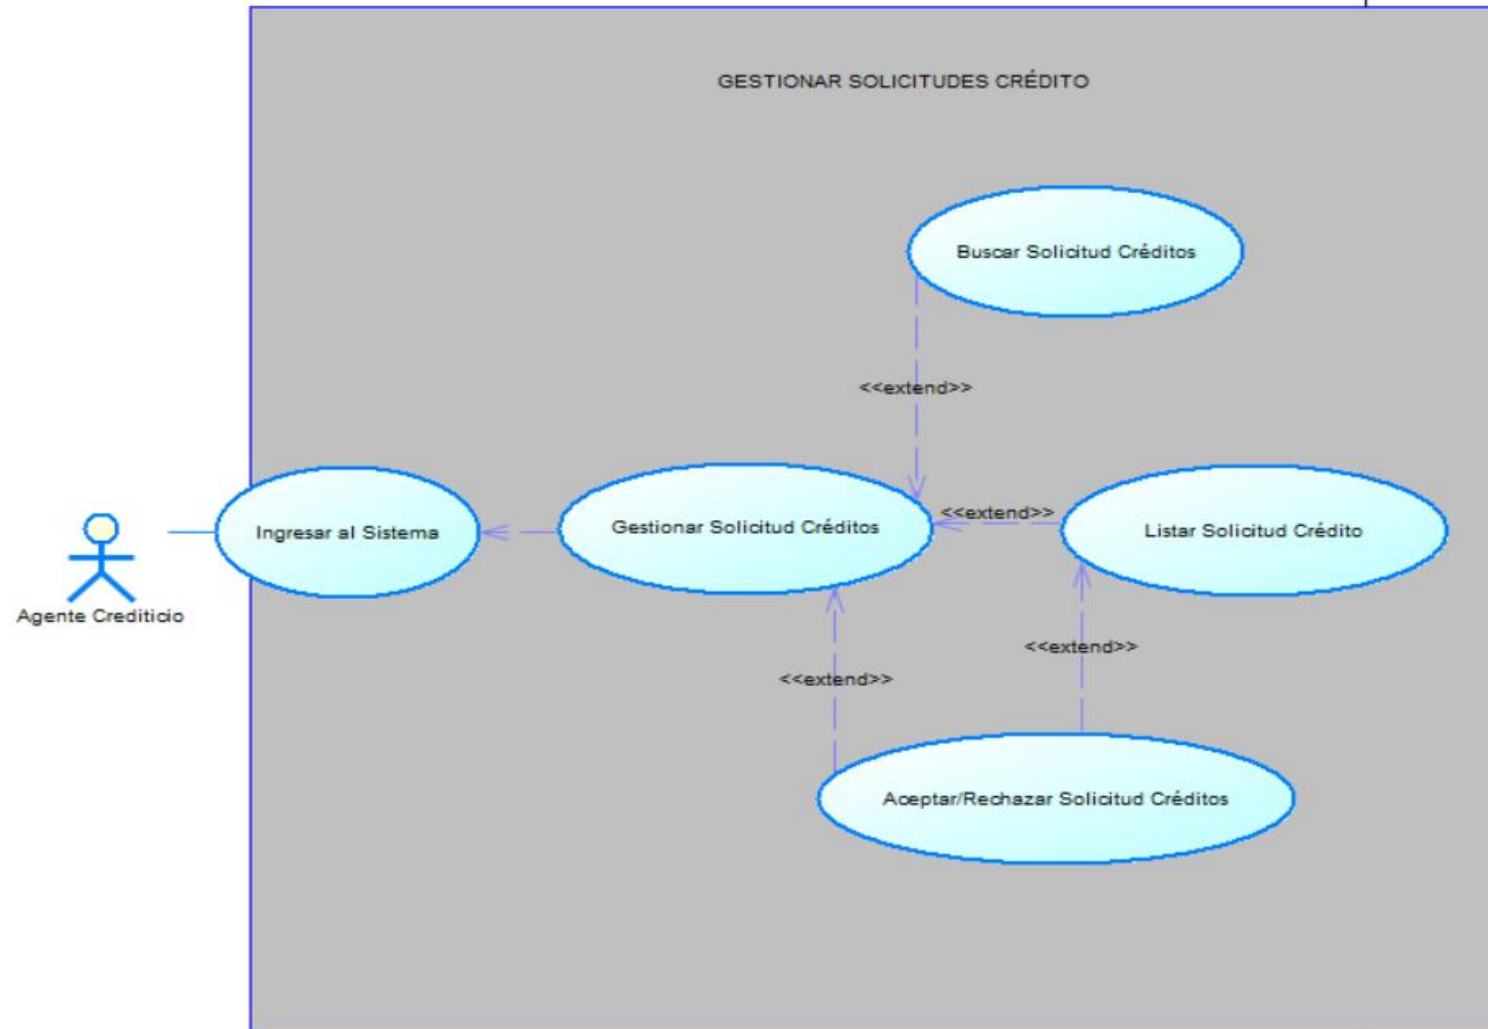 GESTIONAR SOLICITUDES CRÉDITO
Buscar Solicitud Créditos
<<extend>>
Ingresar al Sistema
Gestionar Solicitud Créditos
<<extend>>
Listar Solicitud Crédito
Agente Crediticio
<<extend>>
<<extend>>
Aceptar/Rechazar Solicitud Créditos